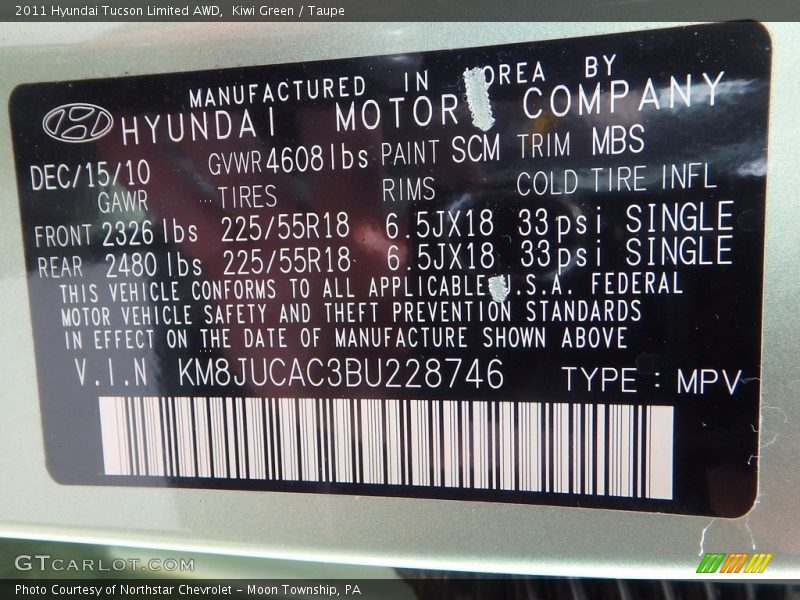 2011 Hyundai Tucson Limited AWD, Kiwi Green / Taupe
MANUFACTURED IN OREA BY
HYUNDAI MOTOR COMPANY
DEC/15/10 GVWR 4608 lbs PAINT SCM TRIM MBS
GAWR TIRES RIMS COLD TIRE INFL
FRONT 2326 lbs 225/55R18 6.5JX18 33psi SINGLE
REAR 2480 lbs 225/55R18 6.5JX18 33psi SINGLE
THIS VEHICLE CONFORMS TO ALL APPLICABLE U.S.A. FEDERAL
MOTOR VEHICLE SAFETY AND THEFT PREVENTION STANDARDS
IN EFFECT ON THE DATE OF MANUFACTURE SHOWN ABOVE
V.I.N KM8JUCAC3BU228746 TYPE : MPV
GTCARLOT.COM
Photo Courtesy of Northstar Chevrolet - Moon Township, PA